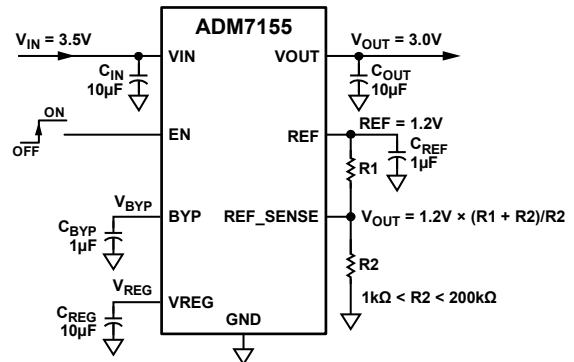 ADM7155
VIN = 3.5V
VIN
CIN
10µF
VOUT
VOUT = 3.0V
COUT
10µF
ON
OFF
EN
REF
REF = 1.2V
CREF
1µF
R1
VBYP
BYP
CBYP
1µF
REF_SENSE
VOUT = 1.2V × (R1 + R2)/R2
R2
1kΩ < R2 < 200kΩ
VREG
VREG
CREG
10µF
GND